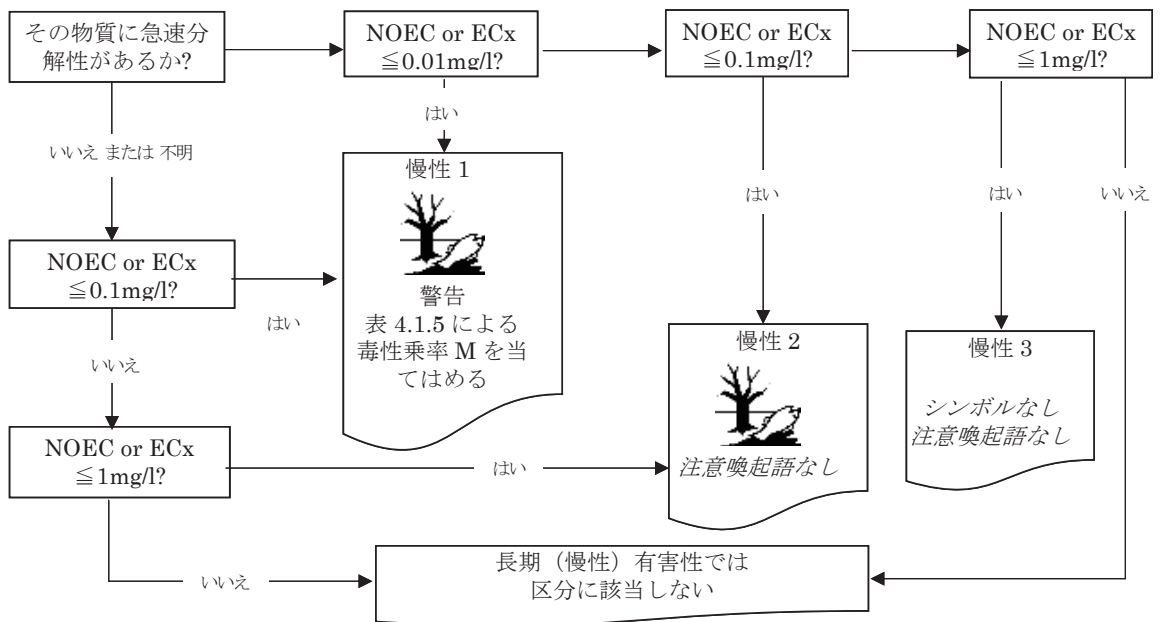 その物質に急速分
解性があるか?
NOEC or ECx
≦0.01mg/l?
NOEC or ECx
≦0.1mg/l?
NOEC or ECx
≦1mg/l?
はい
いいえ または 不明
慢性 1
警告
表 4.1.5 による
毒性乗率 M を当
てはめる
はい
はい
いいえ
NOEC or ECx
≦0.1mg/l?
はい
いいえ
慢性 2
注意喚起語なし
慢性 3
シンボルなし
注意喚起語なし
NOEC or ECx
≦1mg/l?
はい
いいえ
長期（慢性）有害性では
区分に該当しない